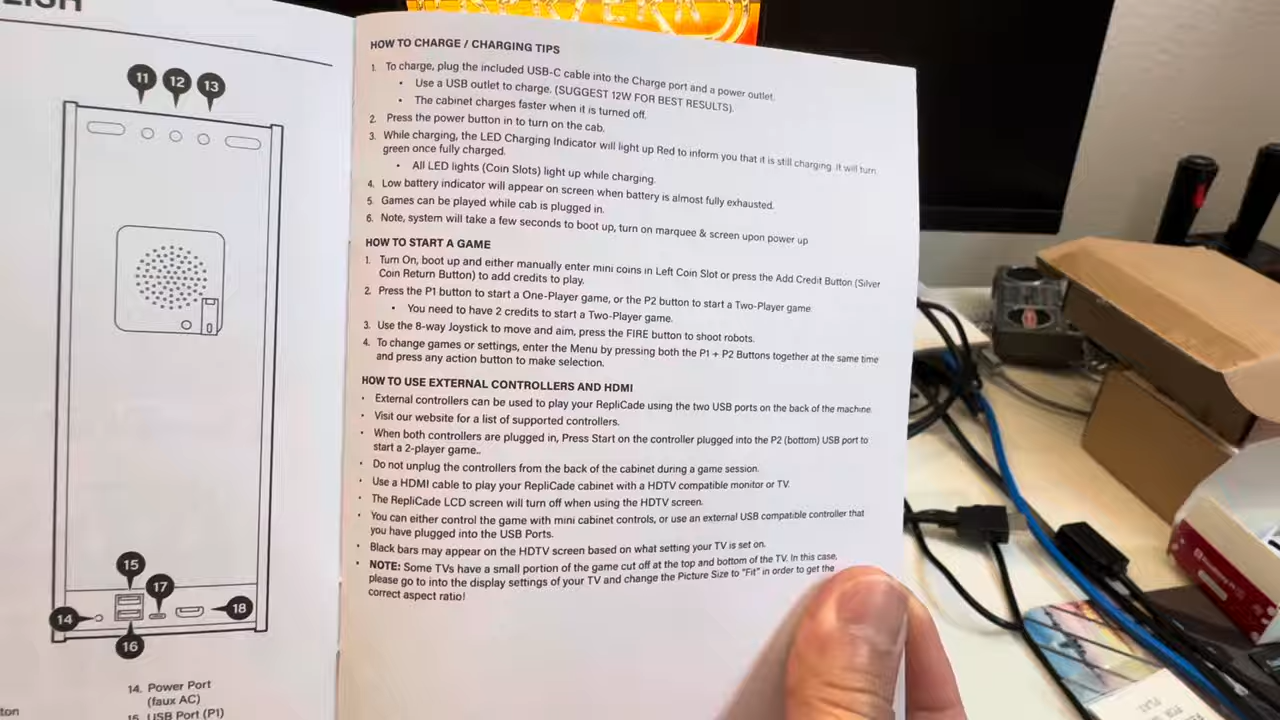 LISH
11
12
13
15
17
14
18
16
14. Power Port
(faux AC)
15. USB Port (P1)
HOW TO CHARGE / CHARGING TIPS
1. To charge, plug the included USB-C cable into the Charge port and a power outlet.
• Use a USB outlet to charge. (SUGGEST 12W FOR BEST RESULTS).
• The cabinet charges faster when it is turned off.
2. Press the power button in to turn on the cab.
3. While charging, the LED Charging Indicator will light up Red to inform you that it is still charging. It will turn
green once fully charged.
• All LED lights (Coin Slots) light up while charging.
4. Low battery indicator will appear on screen when battery is almost fully exhausted.
5. Games can be played while cab is plugged in.
6. Note, system will take a few seconds to boot up, turn on marquee & screen upon power up
HOW TO START A GAME
1. Turn On, boot up and either manually enter mini coins in Left Coin Slot or press the Add Credit Button (Silver
Coin Return Button) to add credits to play.
2. Press the P1 button to start a One-Player game, or the P2 button to start a Two-Player game
• You need to have 2 credits to start a Two-Player game.
3. Use the 8-way Joystick to move and aim, press the FIRE button to shoot robots.
4. To change games or settings, enter the Menu by pressing both the P1 + P2 Buttons together at the same time
and press any action button to make selection.
HOW TO USE EXTERNAL CONTROLLERS AND HDMI
• External controllers can be used to play your RepliCade using the two USB ports on the back of the machine
• Visit our website for a list of supported controllers.
• When both controllers are plugged in, Press Start on the controller plugged into the P2 (bottom) USB port to
start a 2-player game..
• Do not unplug the controllers from the back of the cabinet during a game session.
• Use a HDMI cable to play your RepliCade cabinet with a HDTV compatible monitor or TV.
• The RepliCade LCD screen will turn off when using the HDTV screen.
• You can either control the game with mini cabinet controls, or use an external USB compatible controller that
you have plugged into the USB Ports.
• Black bars may appear on the HDTV screen based on what setting your TV is set on.
• NOTE: Some TVs have a small portion of the game cut off at the top and bottom of the TV. In this case,
please go to into the display settings of your TV and change the Picture Size to "Fit" in order to get the
correct aspect ratio!